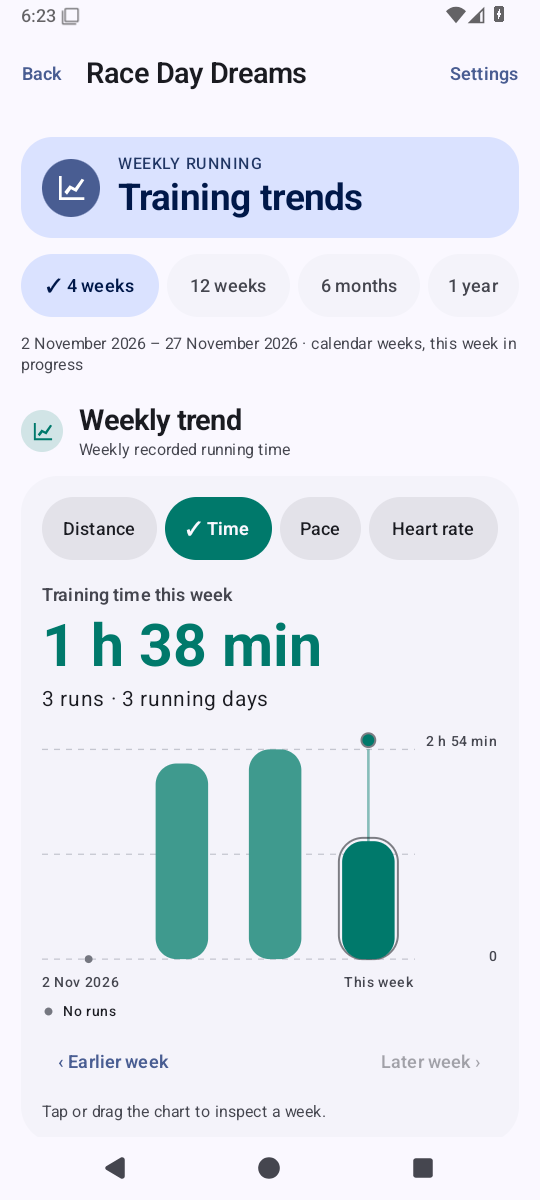 6:23
Back Race Day Dreams Settings
WEEKLY RUNNING
Training trends
✓ 4 weeks 12 weeks 6 months 1 year
2 November 2026 – 27 November 2026 · calendar weeks, this week in
progress
Weekly trend
Weekly recorded running time
Distance ✓ Time Pace Heart rate
Training time this week
1 h 38 min
3 runs · 3 running days
2 h 54 min
0
2 Nov 2026 This week
No runs
‹ Earlier week Later week ›
Tap or drag the chart to inspect a week.